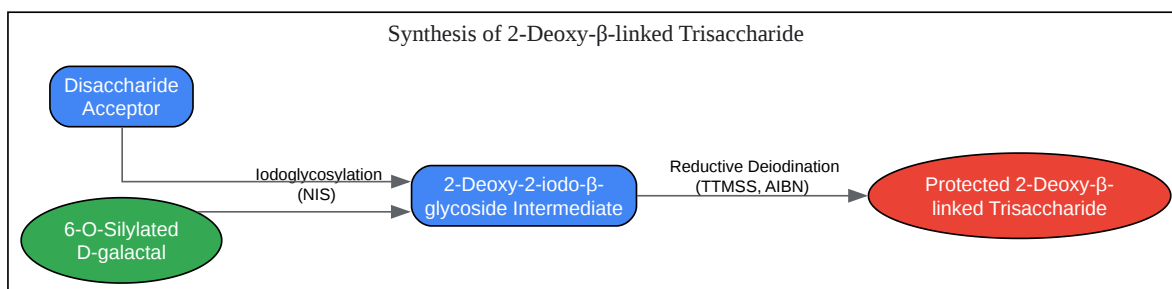 Synthesis of 2-Deoxy-β-linked Trisaccharide
Disaccharide
Acceptor
Iodoglycosylation
(NIS)
6-O-Silylated
D-galactal
2-Deoxy-2-iodo-β-
glycoside Intermediate
Reductive Deiodination
(TTMSS, AIBN)
Protected 2-Deoxy-β-
linked Trisaccharide